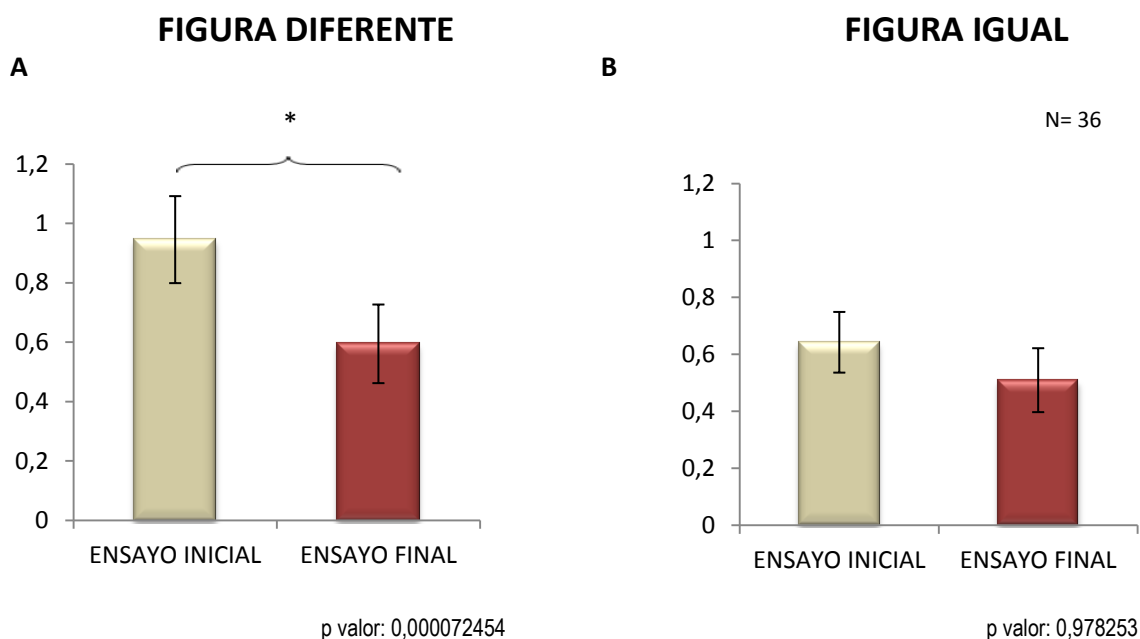 FIGURA DIFERENTE
A
*
1,2
1
0,8
0,6
0,4
0,2
0
ENSAYO INICIAL
ENSAYO FINAL
p valor: 0,000072454
FIGURA IGUAL
B
N= 36
1,2
1
0,8
0,6
0,4
0,2
0
ENSAYO INICIAL
ENSAYO FINAL
p valor: 0,978253